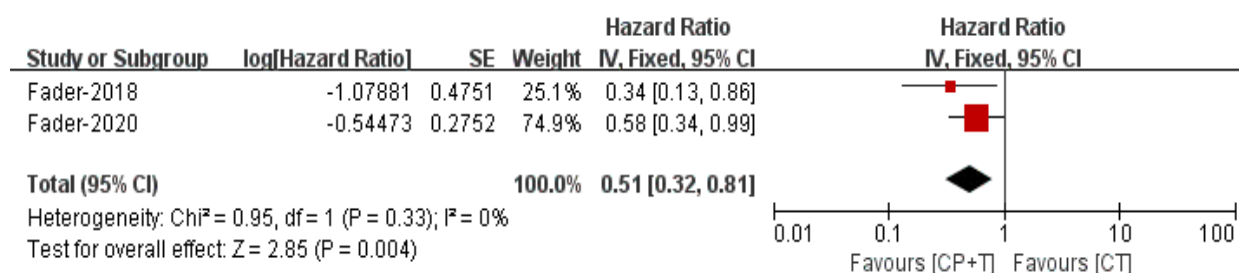 Hazard Ratio Hazard Ratio
Study or Subgroup log[Hazard Ratio] SE Weight IV, Fixed, 95% CI IV, Fixed, 95% CI
Fader-2018 -1.07881 0.4751 25.1% 0.34 [0.13, 0.86]
Fader-2020 -0.54473 0.2752 74.9% 0.58 [0.34, 0.99]
Total (95% CI) 100.0% 0.51 [0.32, 0.81]
Heterogeneity: Chi² = 0.95, df = 1 (P = 0.33); I² = 0%
Test for overall effect: Z = 2.85 (P = 0.004)
0.01 0.1 1 10 100
Favours [CP+T] Favours [CT]